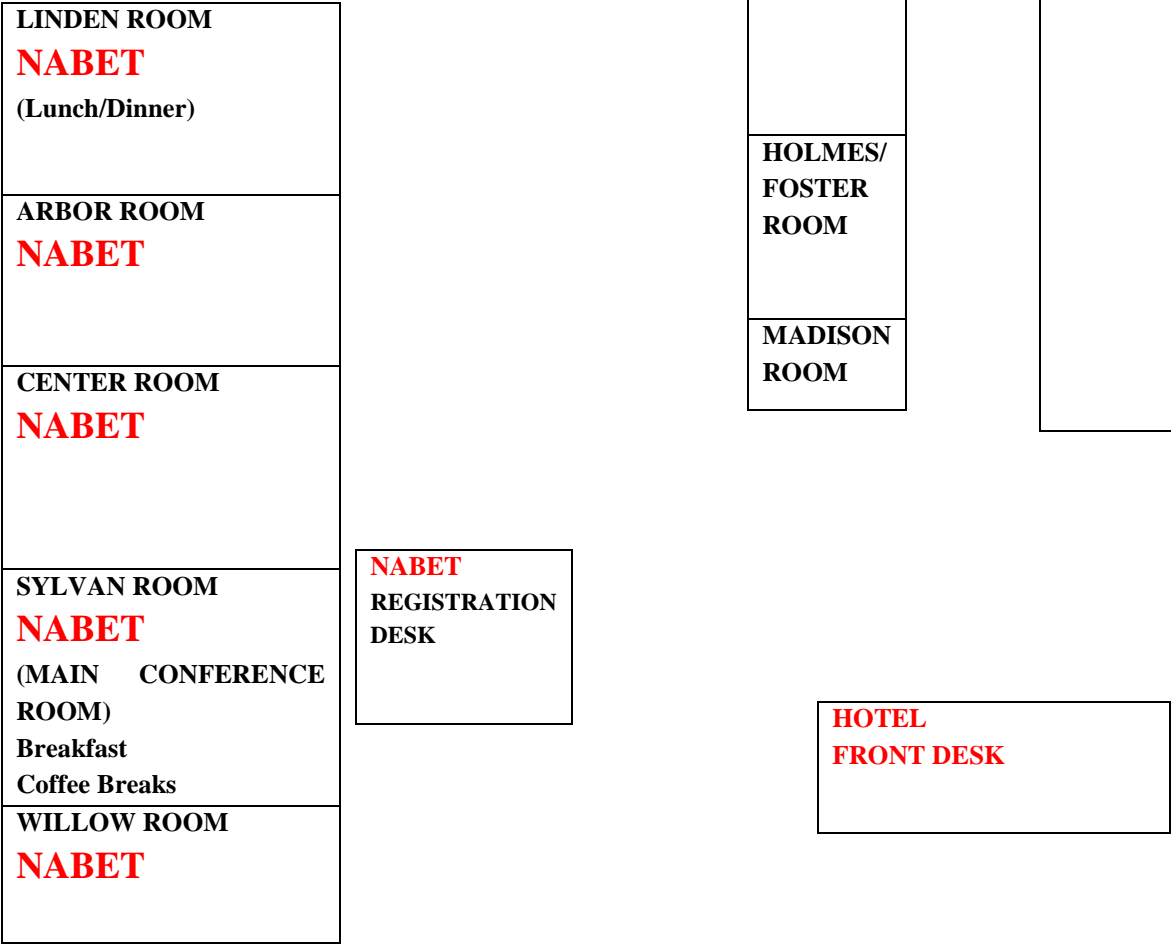 LINDEN ROOM
NABET
(Lunch/Dinner)
ARBOR ROOM
NABET
CENTER ROOM
NABET
SYLVAN ROOM
NABET
(MAIN CONFERENCE
ROOM)
Breakfast
Coffee Breaks
WILLOW ROOM
NABET
NABET
REGISTRATION
DESK
HOLMES/
FOSTER
ROOM
MADISON
ROOM
HOTEL
FRONT DESK